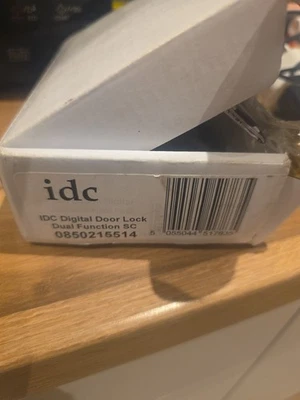 idc
IDC Digital Door Lock
Dual Function SC
0850215514